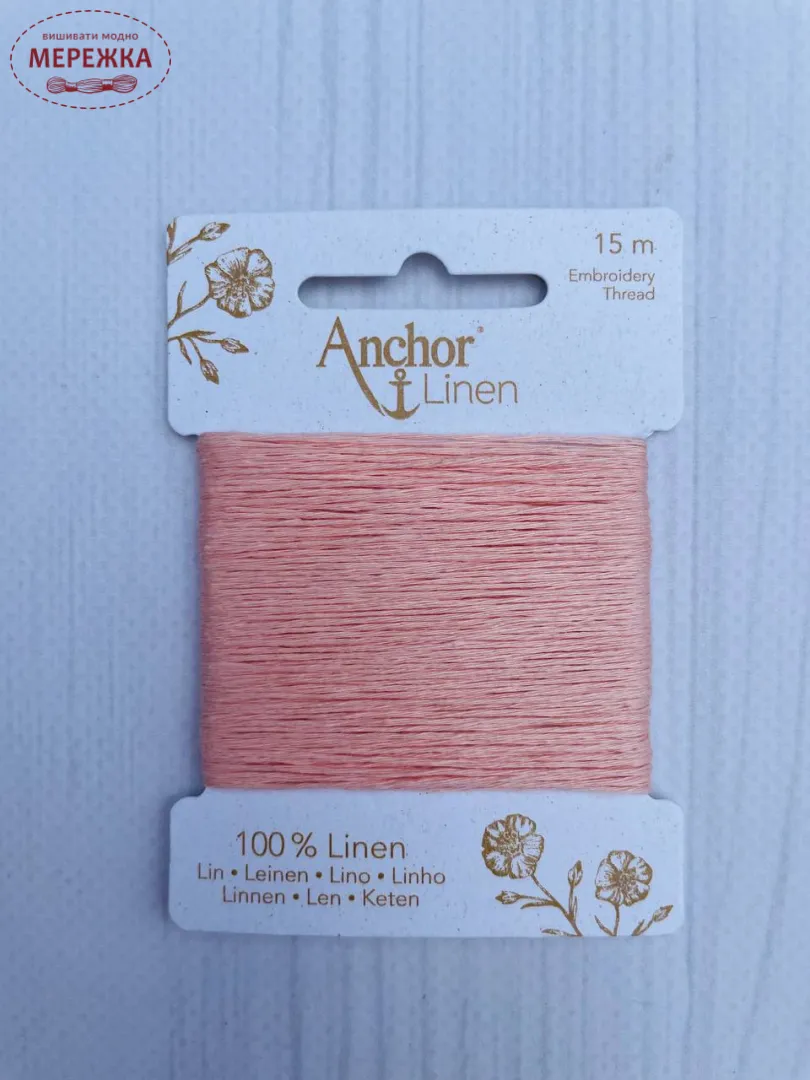 вишивати модно
МЕРЕЖКА
15 m
Embroidery
Thread
Anchor®
Linen
100 % Linen
Lin • Leinen • Lino • Linho
Linnen • Len • Keten